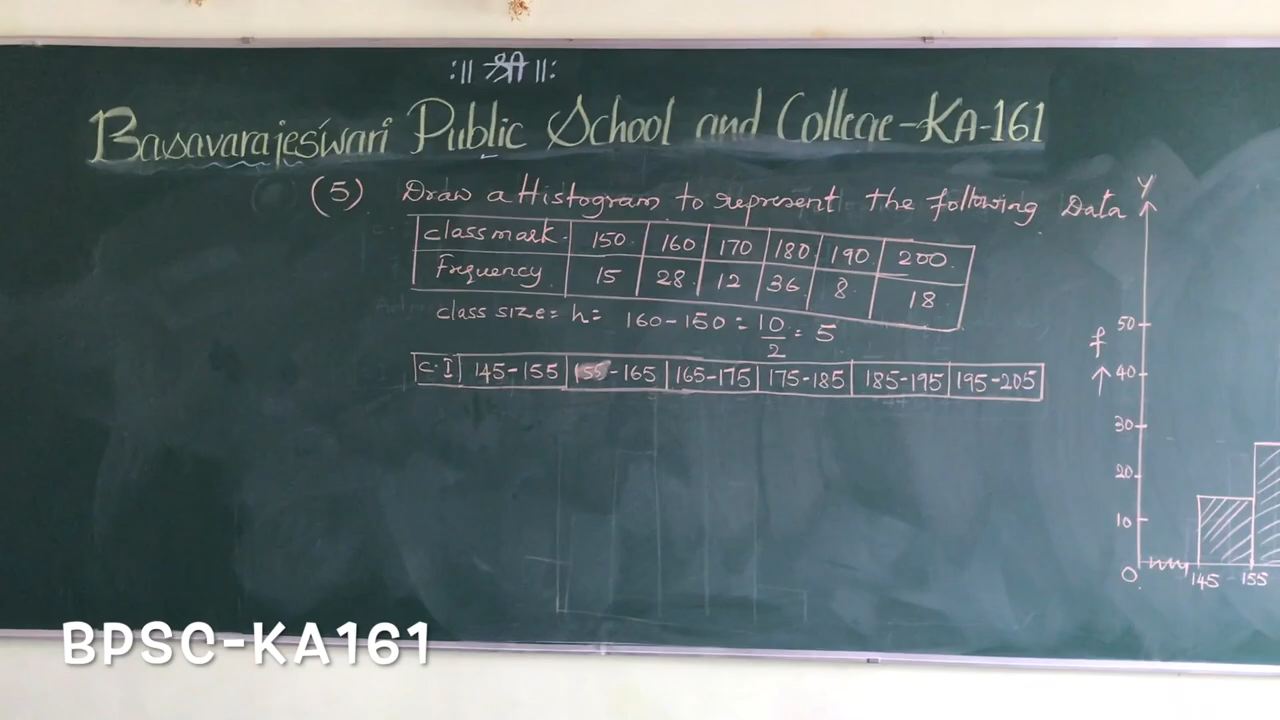 :|| श्री ||:
Basavarajeswari Public School and College-KA-161
(5) Draw a Histogram to represent the following Data
classmark 150 160 170 180 190 200
Frequency 15 28 12 36 8 18
class size = h = 160-150 = 10/2 = 5
C.I 145-155 155-165 165-175 175-185 185-195 195-205
Y
50
f
40
30
20
10
O 145 155
BPSC-KA161